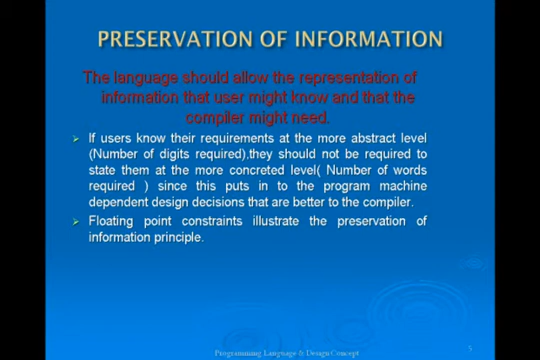 PRESERVATION OF INFORMATION
The language should allow the representation of
information that user might know and that the
compiler might need.
➢ If users know their requirements at the more abstract level
(Number of digits required),they should not be required to
state them at the more concreted level( Number of words
required ) since this puts in to the program machine
dependent design decisions that are better to the compiler.
➢ Floating point constraints illustrate the preservation of
information principle.
Programming Language & Design Concept
5